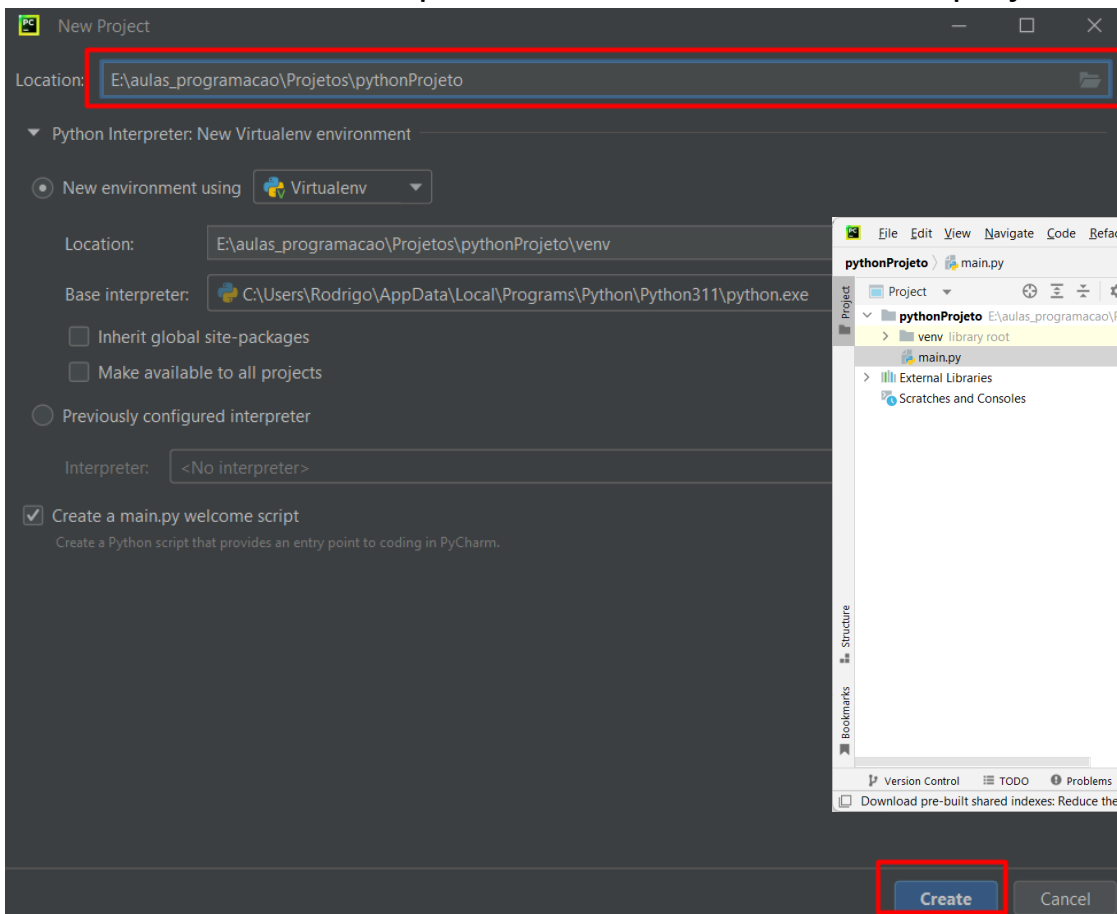 New Project
Location: E:\aulas_programacao\Projetos\pythonProjeto
Python Interpreter: New Virtualenv environment
New environment using Virtualenv
Location: E:\aulas_programacao\Projetos\pythonProjeto\venv
Base interpreter: C:\Users\Rodrigo\AppData\Local\Programs\Python\Python311\python.exe
Inherit global site-packages
Make available to all projects
Previously configured interpreter
Interpreter: <No interpreter>
Create a main.py welcome script
Create a Python script that provides an entry point to coding in PyCharm.
File Edit View Navigate Code Refac
pythonProjeto main.py
Project
Project
pythonProjeto E:\aulas_programacao\P
venv library root
main.py
External Libraries
Scratches and Consoles
Structure
Bookmarks
Version Control TODO Problems
Download pre-built shared indexes: Reduce the
Create Cancel